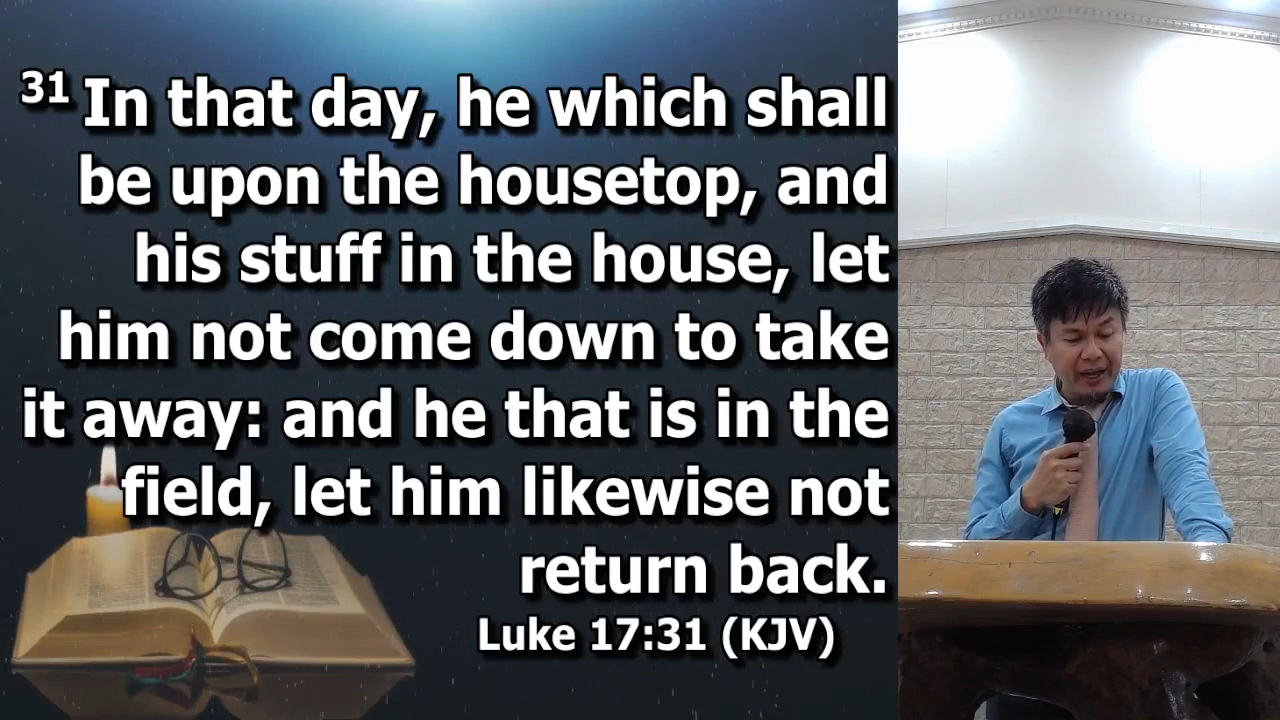 31 In that day, he which shall
be upon the housetop, and
his stuff in the house, let
him not come down to take
it away: and he that is in the
field, let him likewise not
return back.
Luke 17:31 (KJV)